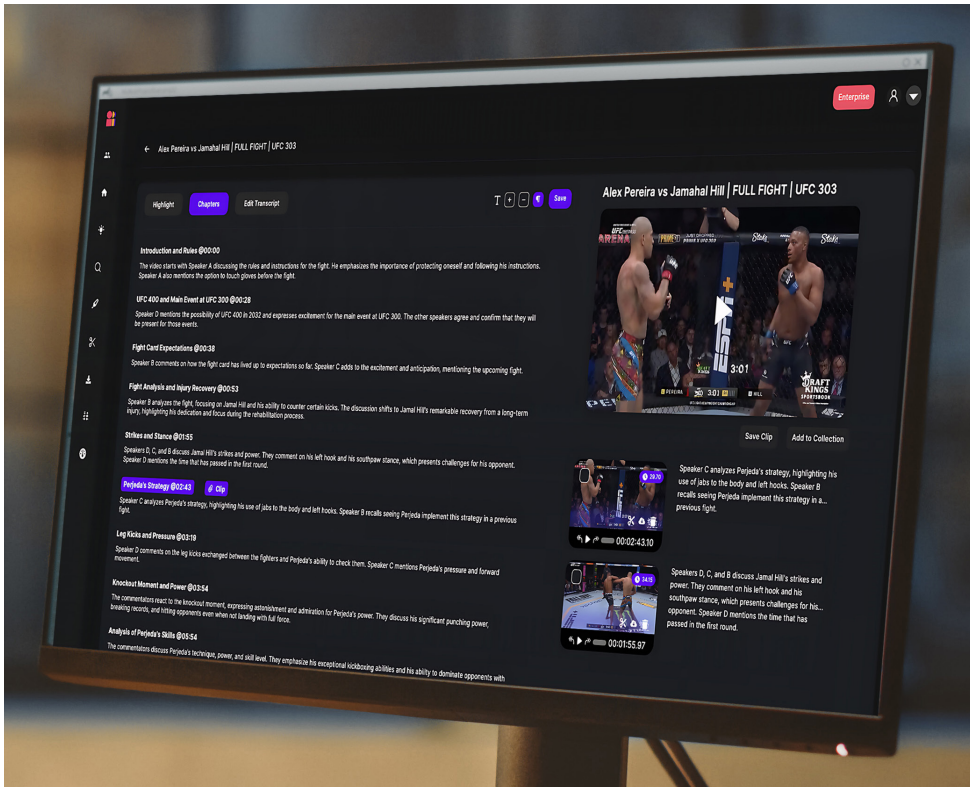 Enterprise
Alex Pereira vs Jamahal Hill | FULL FIGHT | UFC 303
Highlight
Chapters
Edit Transcript
T + −
Save
Introduction and Rules @00:00
The video starts with Speaker A discussing the rules and instructions for the fight. He emphasizes the importance of protecting oneself and following his instructions.
Speaker A also mentions the option to touch gloves before the fight.
UFC 400 and Main Event at UFC 300 @00:28
Speaker D mentions the possibility of UFC 400 in 2032 and expresses excitement for the main event at UFC 300. The other speakers agree and confirm that they will
be present for those events.
Fight Card Expectations @00:38
Speaker B comments on how the fight card has lived up to expectations so far. Speaker C adds to the excitement and anticipation, mentioning the upcoming fight.
Fight Analysis and Injury Recovery @00:53
Speaker B analyzes the fight, focusing on Jamal Hill and his ability to counter certain kicks. The discussion shifts to Jamal Hill's remarkable recovery from a long-term
injury, highlighting his dedication and focus during the rehabilitation process.
Strikes and Stance @01:55
Speakers D, C, and B discuss Jamal Hill's strikes and power. They comment on his left hook and his southpaw stance, which presents challenges for his opponent.
Speaker D mentions the time that has passed in the first round.
Perjeda's Strategy @02:43
Clip
Speaker C analyzes Perjeda's strategy, highlighting his use of jabs to the body and left hooks. Speaker B recalls seeing Perjeda implement this strategy in a previous
fight.
Leg Kicks and Pressure @03:19
Speaker D comments on the leg kicks exchanged between the fighters and Perjeda's ability to check them. Speaker C mentions Perjeda's pressure and forward
movement.
Knockout Moment and Power @03:54
The commentators react to the knockout moment, expressing astonishment and admiration for Perjeda's power. They discuss his significant punching power,
breaking records, and hitting opponents even when not landing with full force.
Analysis of Perjeda's Skills @05:54
The commentators discuss Perjeda's technique, power, and skill level. They emphasize his exceptional kickboxing abilities and his ability to dominate opponents with
Alex Pereira vs Jamahal Hill | FULL FIGHT | UFC 303
UFC
ARENA
PRIME
Stake
Stake
ESPN+
UFC
3:01
PEREIRA
3:01
HILL
DRAFT
KINGS
SPORTSBOOK
Save Clip
Add to Collection
29.70
00:02:43.10
Speaker C analyzes Perjeda's strategy, highlighting his
use of jabs to the body and left hooks. Speaker B
recalls seeing Perjeda implement this strategy in a...
previous fight.
34.15
00:01:55.97
Speakers D, C, and B discuss Jamal Hill's strikes and
power. They comment on his left hook and his
southpaw stance, which presents challenges for his...
opponent. Speaker D mentions the time that has
passed in the first round.